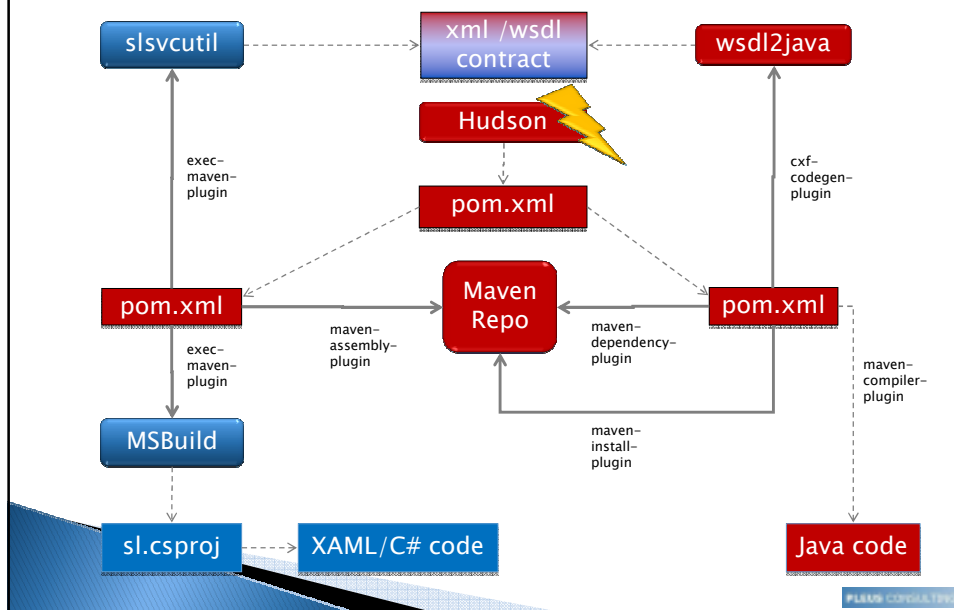 slsvcutil
xml /wsdl
contract
wsdl2java
Hudson
exec-
maven-
plugin
cxf-
codegen-
plugin
pom.xml
pom.xml
Maven
Repo
pom.xml
maven-
assembly-
plugin
maven-
dependency-
plugin
exec-
maven-
plugin
maven-
compiler-
plugin
MSBuild
maven-
install-
plugin
sl.csproj
XAML/C# code
Java code
PLEUS CONSULTING